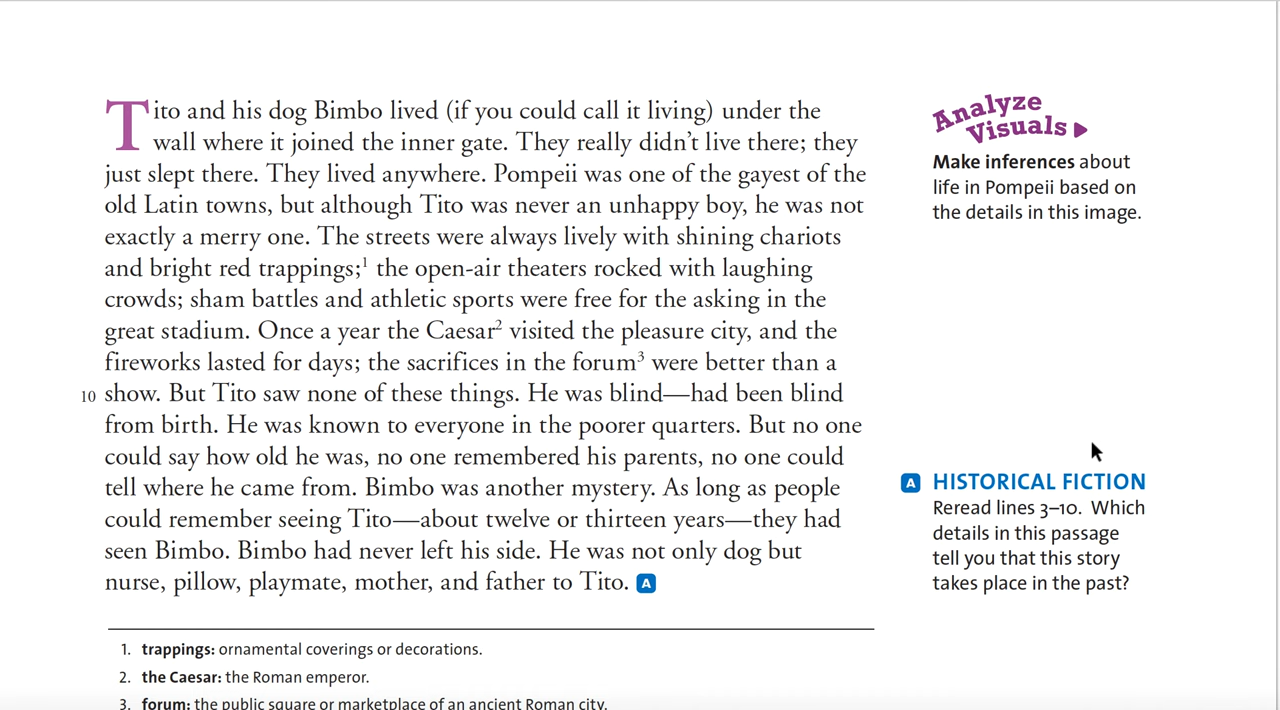 Tito and his dog Bimbo lived (if you could call it living) under the
wall where it joined the inner gate. They really didn't live there; they
just slept there. They lived anywhere. Pompeii was one of the gayest of the
old Latin towns, but although Tito was never an unhappy boy, he was not
exactly a merry one. The streets were always lively with shining chariots
and bright red trappings;¹ the open-air theaters rocked with laughing
crowds; sham battles and athletic sports were free for the asking in the
great stadium. Once a year the Caesar² visited the pleasure city, and the
fireworks lasted for days; the sacrifices in the forum³ were better than a
10 show. But Tito saw none of these things. He was blind—had been blind
from birth. He was known to everyone in the poorer quarters. But no one
could say how old he was, no one remembered his parents, no one could
tell where he came from. Bimbo was another mystery. As long as people
could remember seeing Tito—about twelve or thirteen years—they had
seen Bimbo. Bimbo had never left his side. He was not only dog but
nurse, pillow, playmate, mother, and father to Tito. A
1. trappings: ornamental coverings or decorations.
2. the Caesar: the Roman emperor.
3. forum: the public square or marketplace of an ancient Roman city.
Analyze
Visuals
Make inferences about
life in Pompeii based on
the details in this image.
A HISTORICAL FICTION
Reread lines 3–10. Which
details in this passage
tell you that this story
takes place in the past?